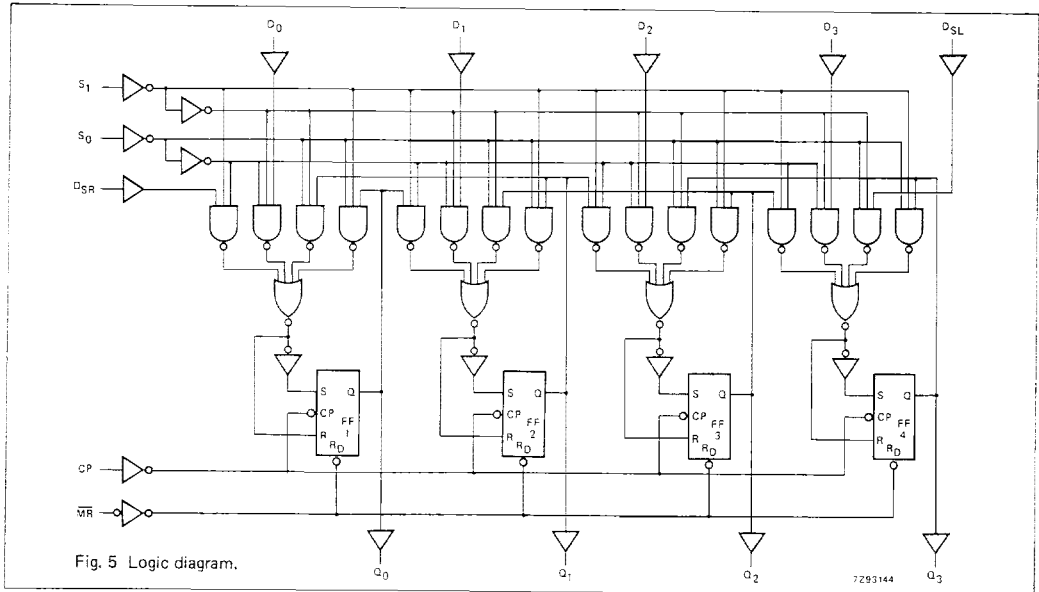 D0 D1 D2 D3 DSL
S1
S0
DSR
S Q
CP FF
1
R RD
S Q
CP FF
2
R RD
S Q
CP FF
3
R RD
S Q
CP FF
4
R RD
CP
MR
Fig. 5 Logic diagram.
Q0 Q1 Q2 Q3
7Z93144